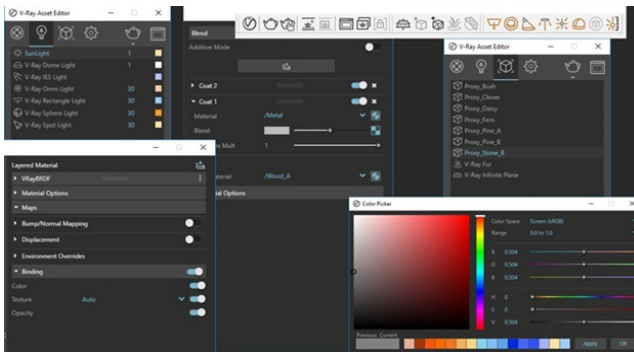 V-Ray Asset Editor
SunLight 1
V-Ray Dome Light 1
V-Ray IES Light
V-Ray Omni Light 30
V-Ray Rectangle Light 30
V-Ray Sphere Light 30
V-Ray Spot Light 30
Blend
Additive Mode
Coat 2
Coat 1
Material /Metal
Blend
Mult 1
aterial /Wood_A
al Options
V-Ray Asset Editor
Proxy_Bush
Proxy_Clover
Proxy_Daisy
Proxy_Fern
Proxy_Pine_A
Proxy_Pine_B
Proxy_Stone_B
V-Ray Fur
V-Ray Infinite Plane
Layered Material
VRayBRDF
Material Options
Maps
Bump/Normal Mapping
Displacement
Environment Overrides
Binding
Color
Texture Auto
Opacity
Color Picker
Color Space Screen (sRGB)
Range 0.0 to 1.0
R 0.504
G 0.504
B 0.504
H 0
S 0
V 0.504
Previous Current
Apply OK